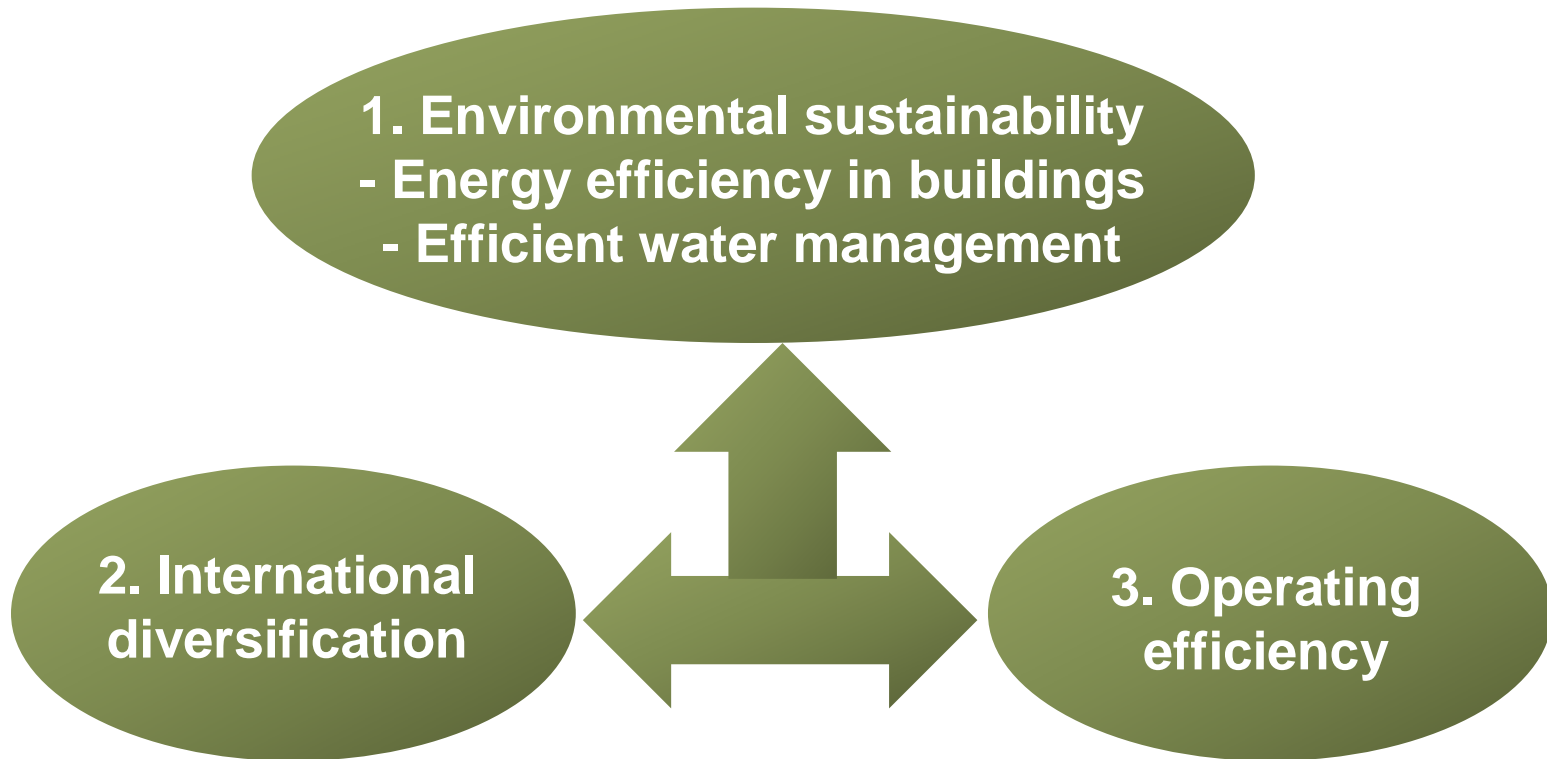 1. Environmental sustainability
- Energy efficiency in buildings
- Efficient water management
2. International
diversification
3. Operating
efficiency